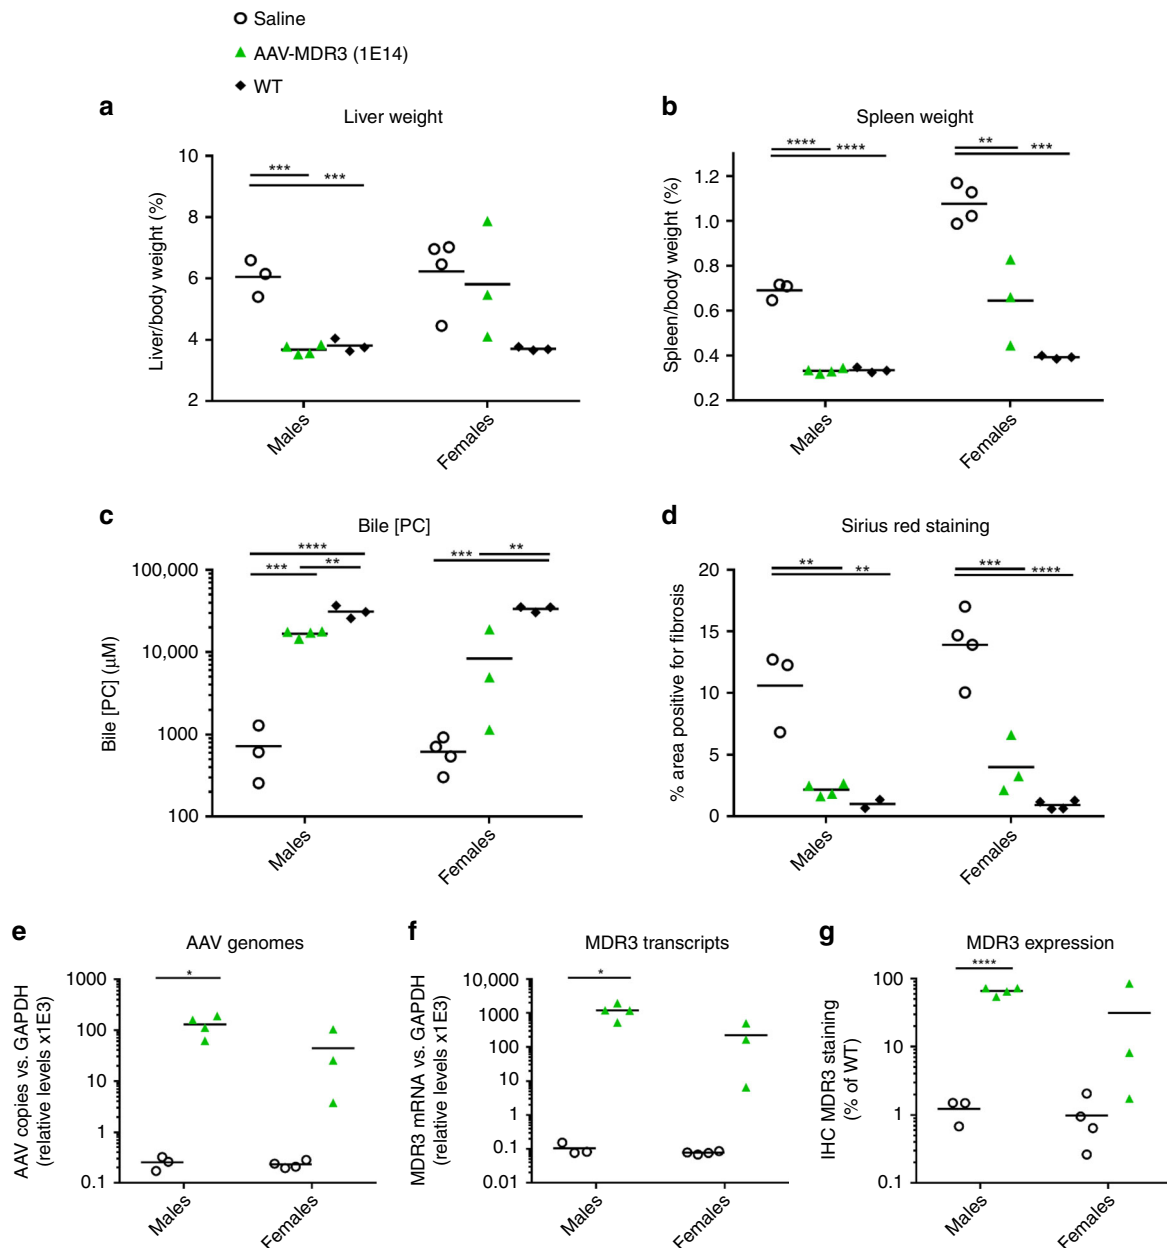 Saline
AAV-MDR3 (1E14)
WT
a
Liver weight
Liver/body weight (%)
10
8
6
4
2
***
***
Males
Females
b
Spleen weight
Spleen/body weight (%)
1.2
1.0
0.8
0.6
0.4
0.2
****
****
**
***
Males
Females
c
Bile [PC]
Bile [PC] (μM)
100,000
10,000
1000
100
****
***
**
***
**
Males
Females
d
Sirius red staining
% area positive for fibrosis
20
15
10
5
0
**
**
***
****
Males
Females
e
AAV genomes
AAV copies vs. GAPDH
(relative levels x1E3)
1000
100
10
1
0.1
*
Males
Females
f
MDR3 transcripts
MDR3 mRNA vs. GAPDH
(relative levels x1E3)
10,000
1000
100
10
1
0.1
0.01
*
Males
Females
g
MDR3 expression
IHC MDR3 staining
(% of WT)
100
10
1
0.1
****
Males
Females